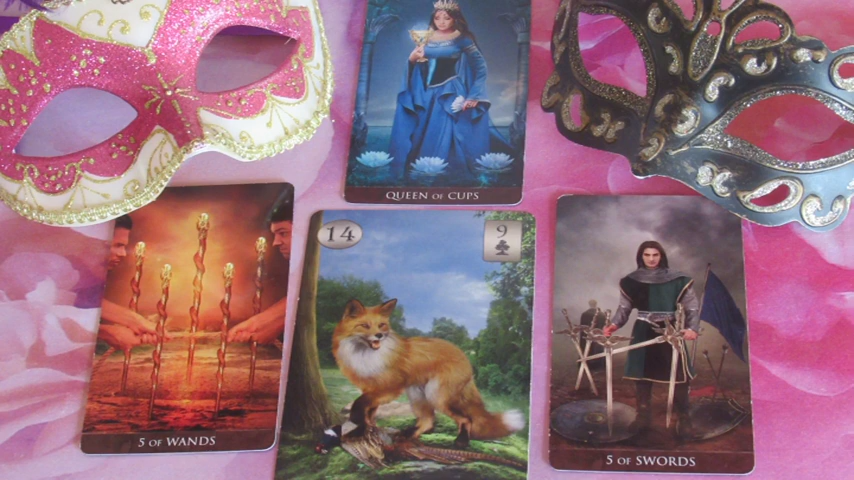 QUEEN OF CUPS
14
9
5 OF WANDS
5 OF SWORDS